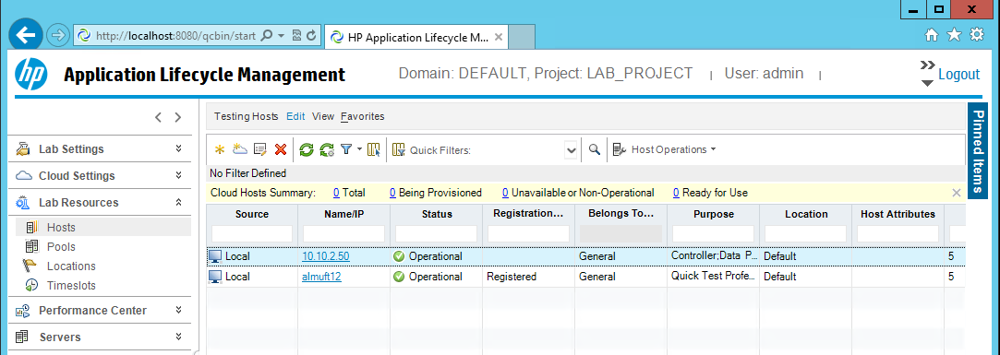 http://localhost:8080/qcbin/start
HP Application Lifecycle M...
hp Application Lifecycle Management
Domain: DEFAULT, Project: LAB_PROJECT | User: admin |
Logout
Lab Settings
Cloud Settings
Lab Resources
Hosts
Pools
Locations
Timeslots
Performance Center
Servers
Testing Hosts Edit View Favorites
Quick Filters:
Host Operations
No Filter Defined
Cloud Hosts Summary: 0 Total 0 Being Provisioned 0 Unavailable or Non-Operational 0 Ready for Use
Source Name/IP Status Registration... Belongs To... Purpose Location Host Attributes
Local 10.10.2.50 Operational General Controller;Data P... Default 5
Local almuft12 Operational Registered General Quick Test Profe... Default 5
Pinned Items